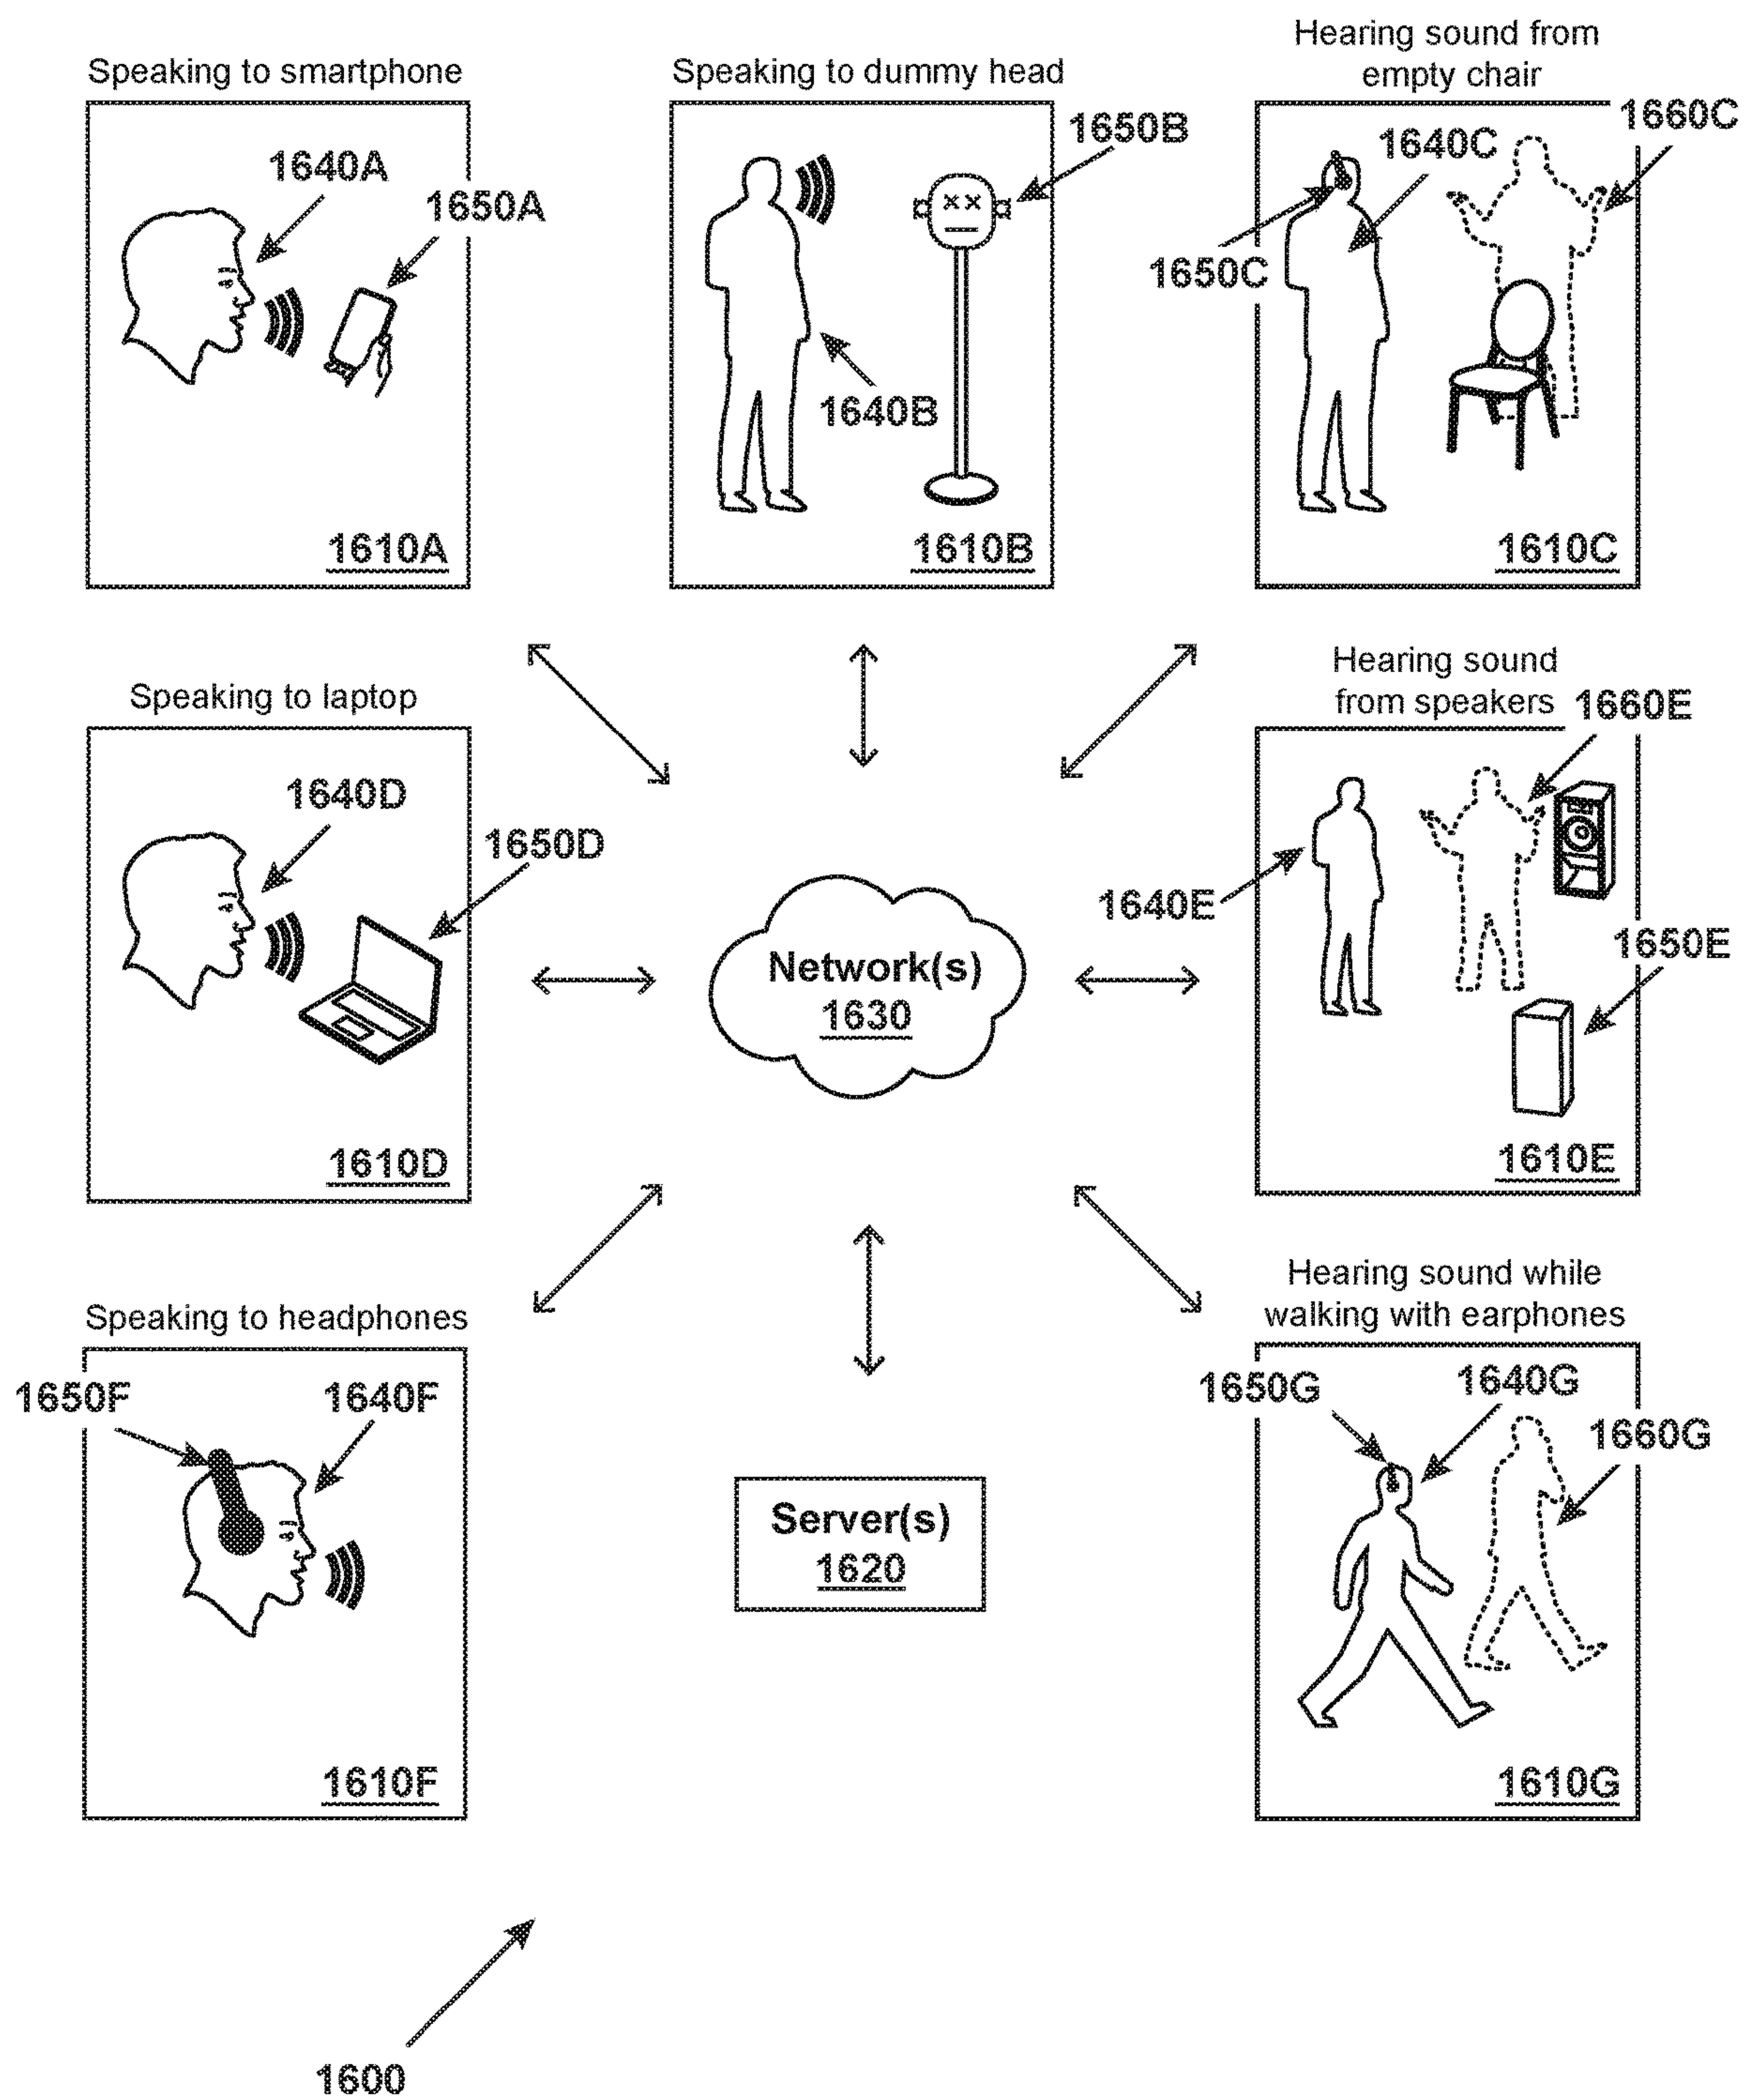 Speaking to smartphone
1640A
1650A
1610A
Speaking to dummy head
1650B
1640B
1610B
Hearing sound from
empty chair
1660C
1640C
1650C
1610C
Speaking to laptop
1640D
1650D
1610D
Network(s)
1630
Hearing sound
from speakers
1660E
1640E
1650E
1610E
Speaking to headphones
1650F
1640F
1610F
Server(s)
1620
Hearing sound while
walking with earphones
1650G
1640G
1660G
1610G
1600